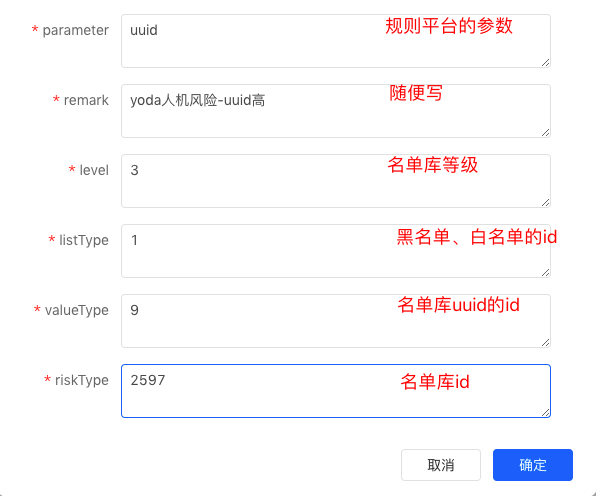 * parameter uuid 规则平台的参数
* remark yoda人机风险-uuid高 随便写
* level 3 名单库等级
* listType 1 黑名单、白名单的id
* valueType 9 名单库uuid的id
* riskType 2597 名单库id
取消 确定